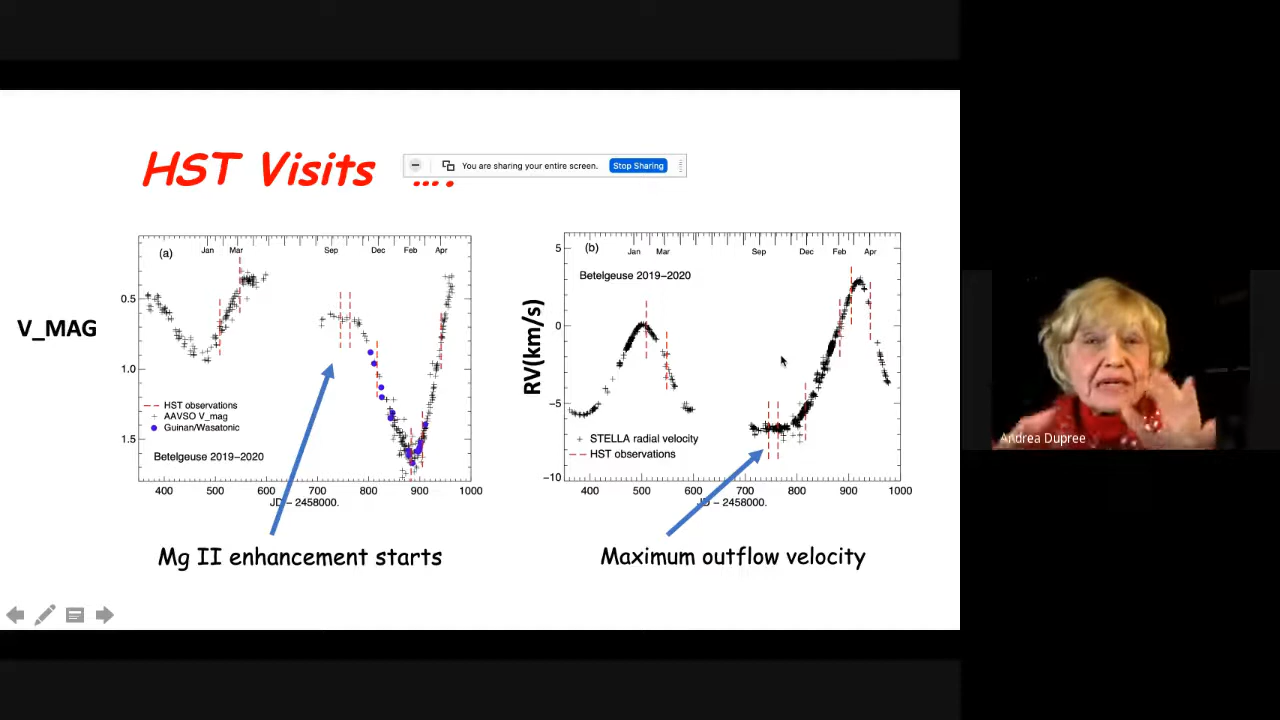 HST Visits ...
You are sharing your entire screen.
Stop Sharing
(a)
Jan Mar Sep Dec Feb Apr
0.5
1.0
1.5
V_MAG
HST observations
AAVSO V_mag
Guinan/Wasatonic
Betelgeuse 2019-2020
400 500 600 700 800 900 1000
JD - 2458000.
Mg II enhancement starts
(b)
Jan Mar Sep Dec Feb Apr
Betelgeuse 2019-2020
5
0
-5
-10
RV(km/s)
STELLA radial velocity
HST observations
400 500 600 700 800 900 1000
JD - 2458000.
Maximum outflow velocity
Andrea Dupree